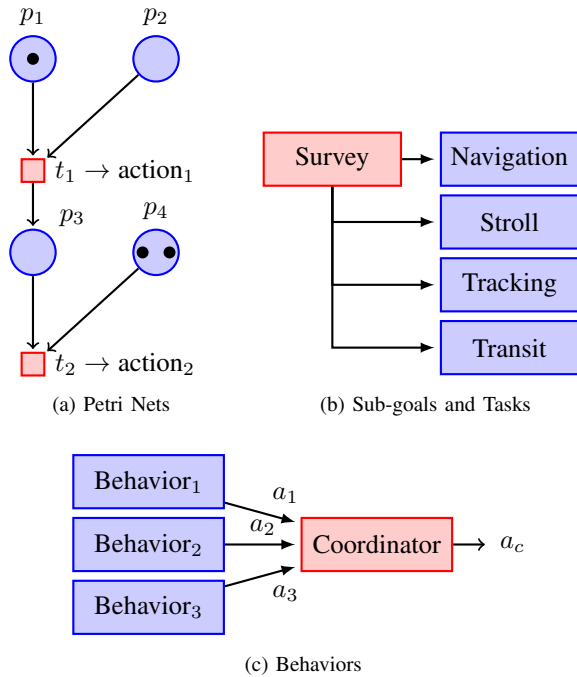 p₁ p₂
t₁ → action₁
p₃ p₄
t₂ → action₂
(a) Petri Nets
Survey
Navigation
Stroll
Tracking
Transit
(b) Sub-goals and Tasks
Behavior₁
Behavior₂
Behavior₃
a₁
a₂
a₃
Coordinator
a_c
(c) Behaviors